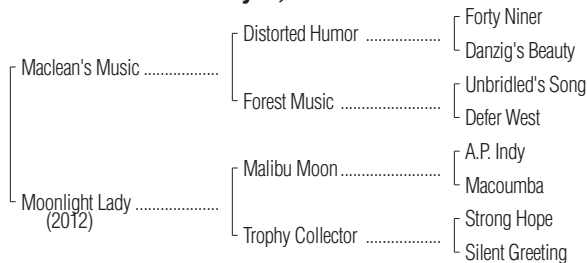 Forty Niner
Distorted Humor ..................
Danzig's Beauty
Maclean's Music ..................
Unbridled's Song
Forest Music ........................
Defer West
A.P. Indy
Malibu Moon ........................
Macoumba
Moonlight Lady ....................
(2012)
Strong Hope
Trophy Collector ..................
Silent Greeting